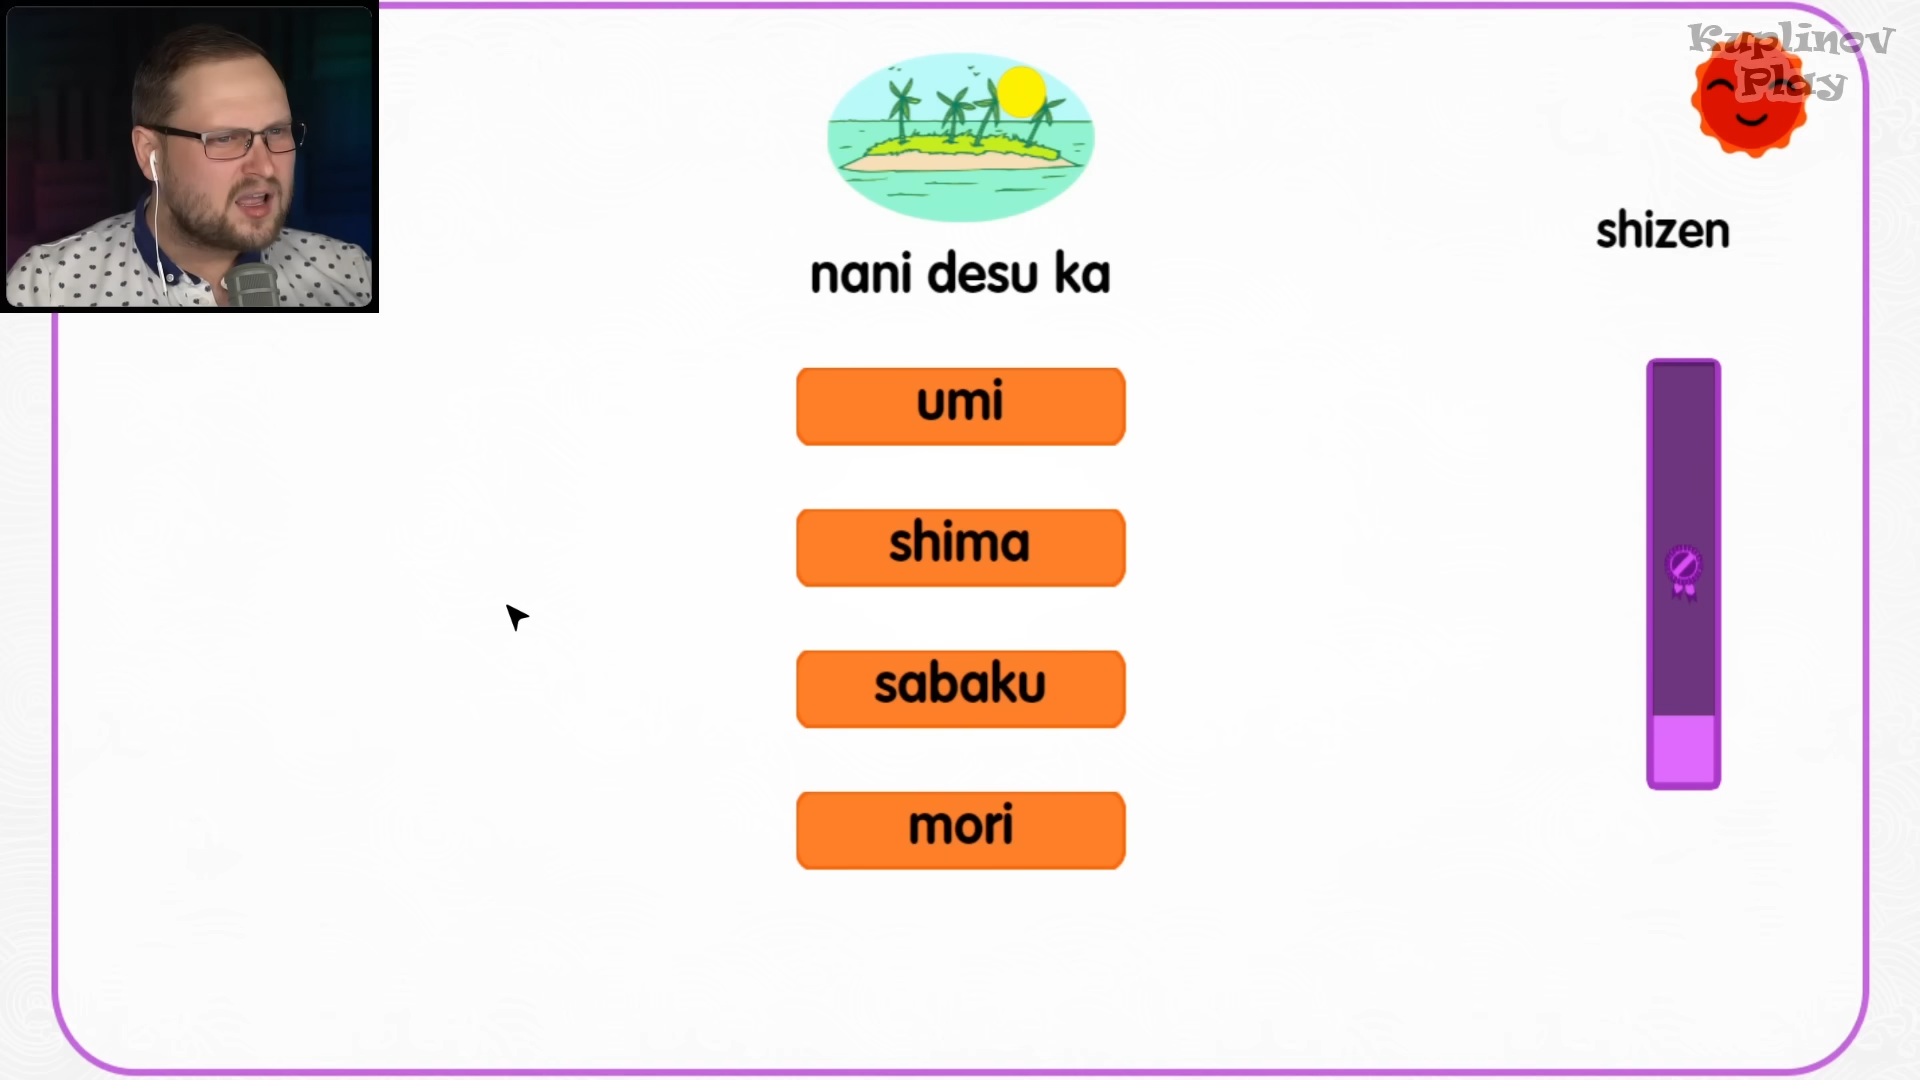 Kuplinov
Play
nani desu ka
shizen
umi
shima
sabaku
mori